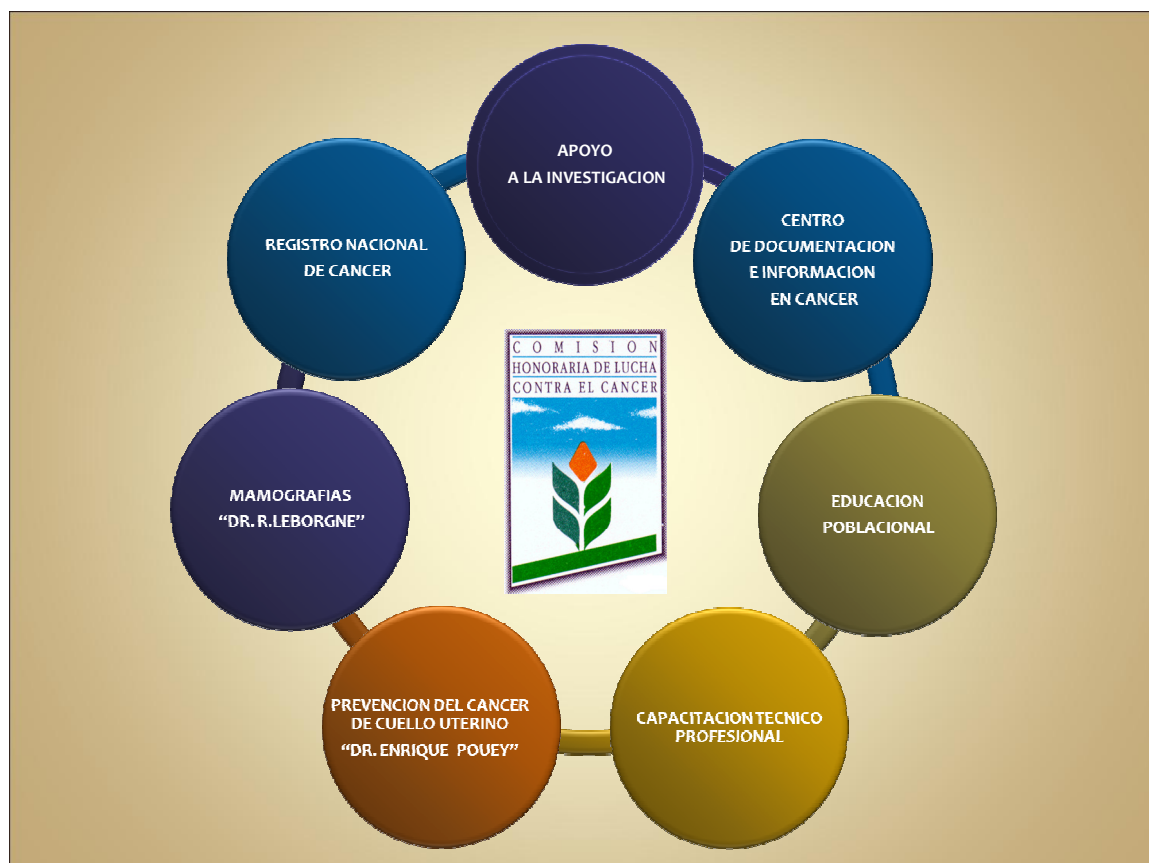 APOYO
A LA INVESTIGACION
CENTRO
DE DOCUMENTACION
E INFORMACION
EN CANCER
EDUCACION
POBLACIONAL
CAPACITACION TECNICO
PROFESIONAL
PREVENCION DEL CANCER
DE CUELLO UTERINO
“DR. ENRIQUE POUEY”
MAMOGRAFIAS
“DR. R.LEBORGNE”
REGISTRO NACIONAL
DE CANCER
COMISION
HONORARIA DE LUCHA
CONTRA EL CANCER